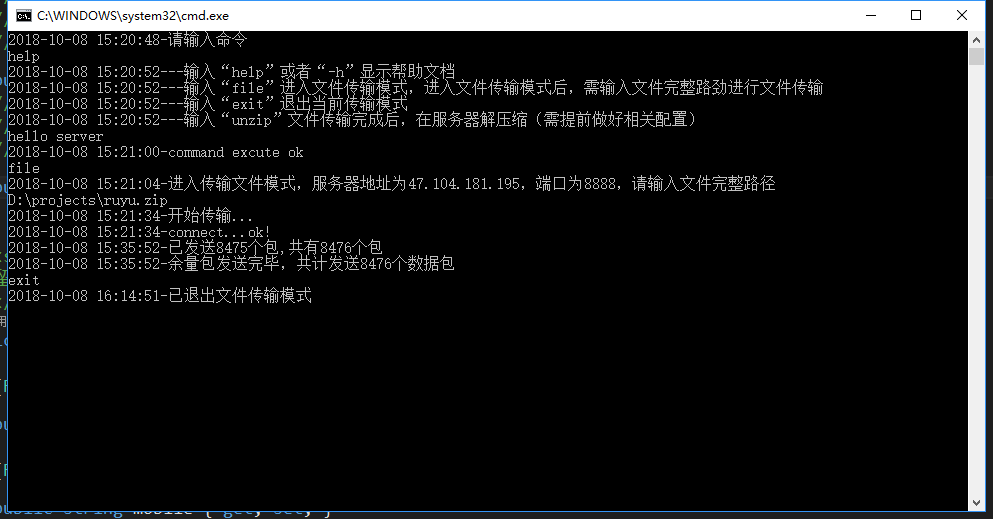 C:\WINDOWS\system32\cmd.exe
2018-10-08 15:20:48-请输入命令
help
2018-10-08 15:20:52---输入“help”或者“-h”显示帮助文档
2018-10-08 15:20:52---输入“file”进入文件传输模式，进入文件传输模式后，需输入文件完整路劲进行文件传输
2018-10-08 15:20:52---输入“exit”退出当前传输模式
2018-10-08 15:20:52---输入“unzip”文件传输完成后，在服务器解压缩（需提前做好相关配置）
hello server
2018-10-08 15:21:00-command excute ok
file
2018-10-08 15:21:04-进入传输文件模式，服务器地址为47.104.181.195，端口为8888，请输入文件完整路径
D:\projects\ruyu.zip
2018-10-08 15:21:34-开始传输...
2018-10-08 15:21:34-connect...ok!
2018-10-08 15:35:52-已发送8475个包,共有8476个包
2018-10-08 15:35:52-余量包发送完毕，共计发送8476个数据包
exit
2018-10-08 16:14:51-已退出文件传输模式